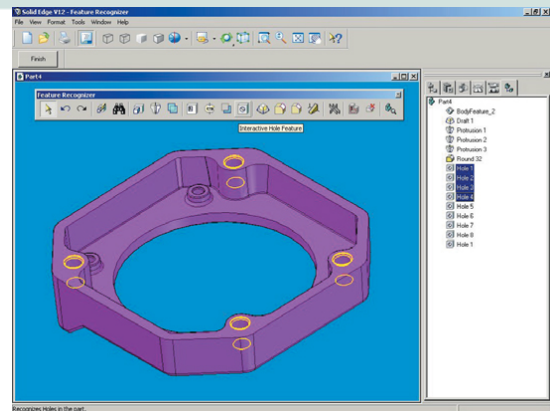 Solid Edge V12 - Feature Recognizer
File View Format Tools Window Help
Finish
Part4
Feature Recognizer
Interactive Hole Feature
Part4
BodyFeature_2
Draft 1
Protrusion 1
Protrusion 2
Protrusion 3
Round 32
Hole 1
Hole 2
Hole 3
Hole 4
Hole 5
Hole 6
Hole 7
Hole 8
Hole 1
Recognizes Holes in the part.